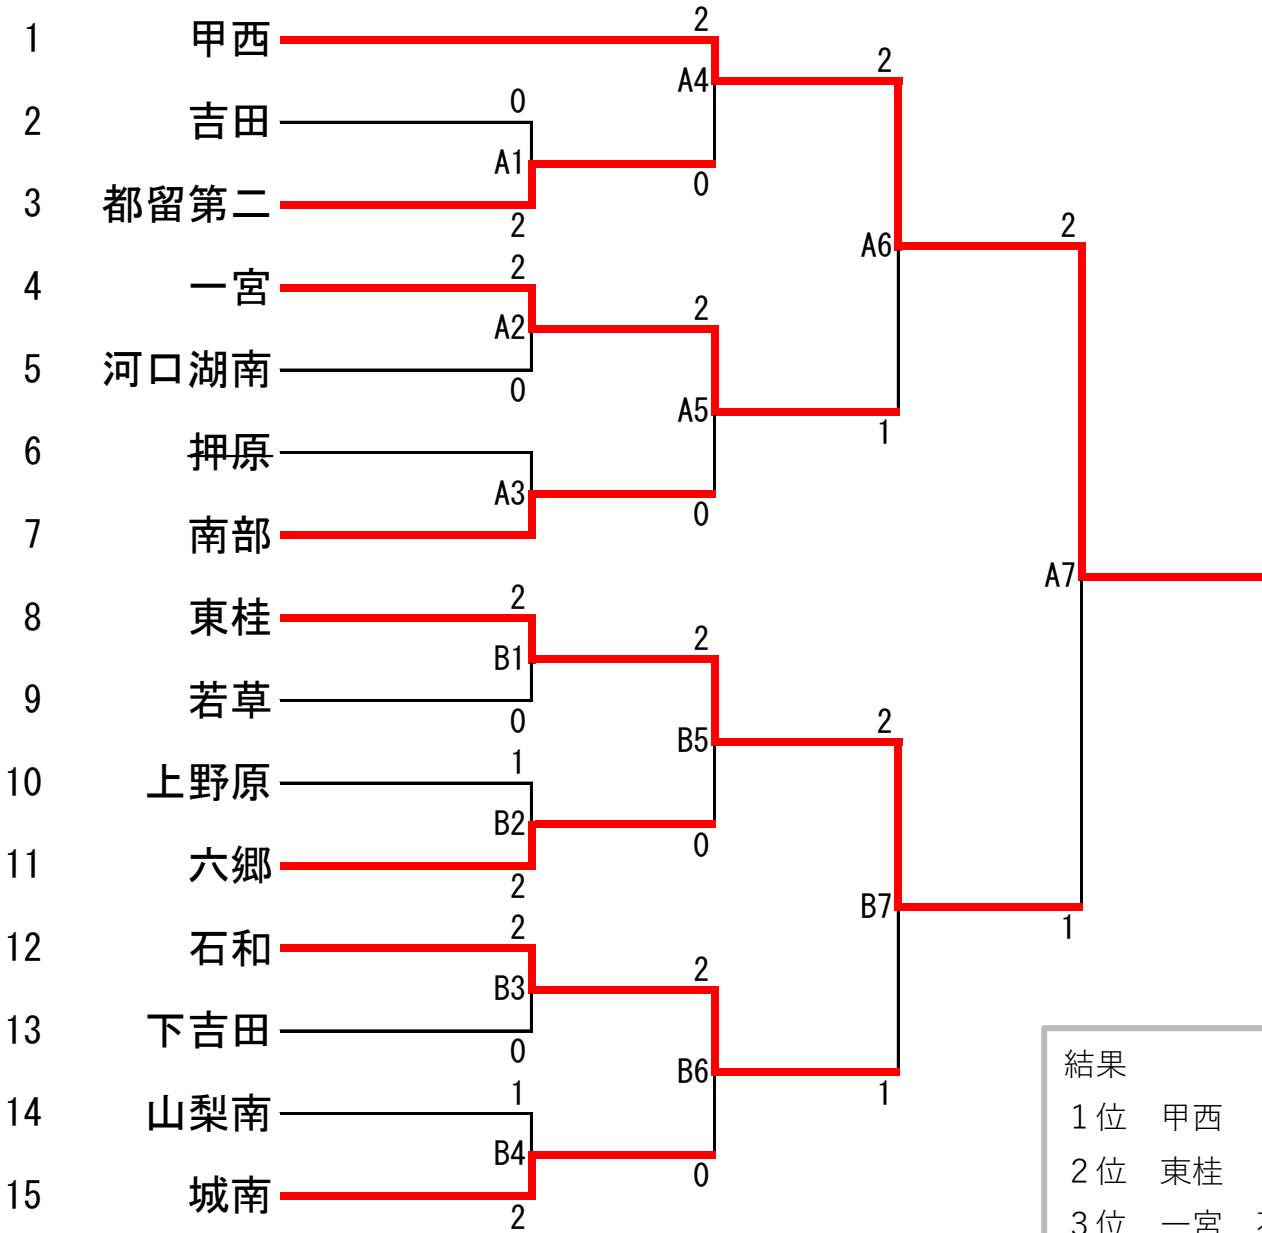 2
1 甲西
A4 2
0
2 吉田
A1
0
3 都留第二
2
2 A6
4 一宮
2
A2 2
5 河口湖南
0
A5
1
6 押原
A3
0
7 南部
A7
2
8 東桂
2
B1
9 若草
0
2
B5
1
10 上野原
B2
0
11 六郷
2
B7
1
2
12 石和
2
B3
13 下吉田
0
B6
1
1
14 山梨南
B4
0
15 城南
2
結果
1位 甲西
2位 東桂
3位 一宮